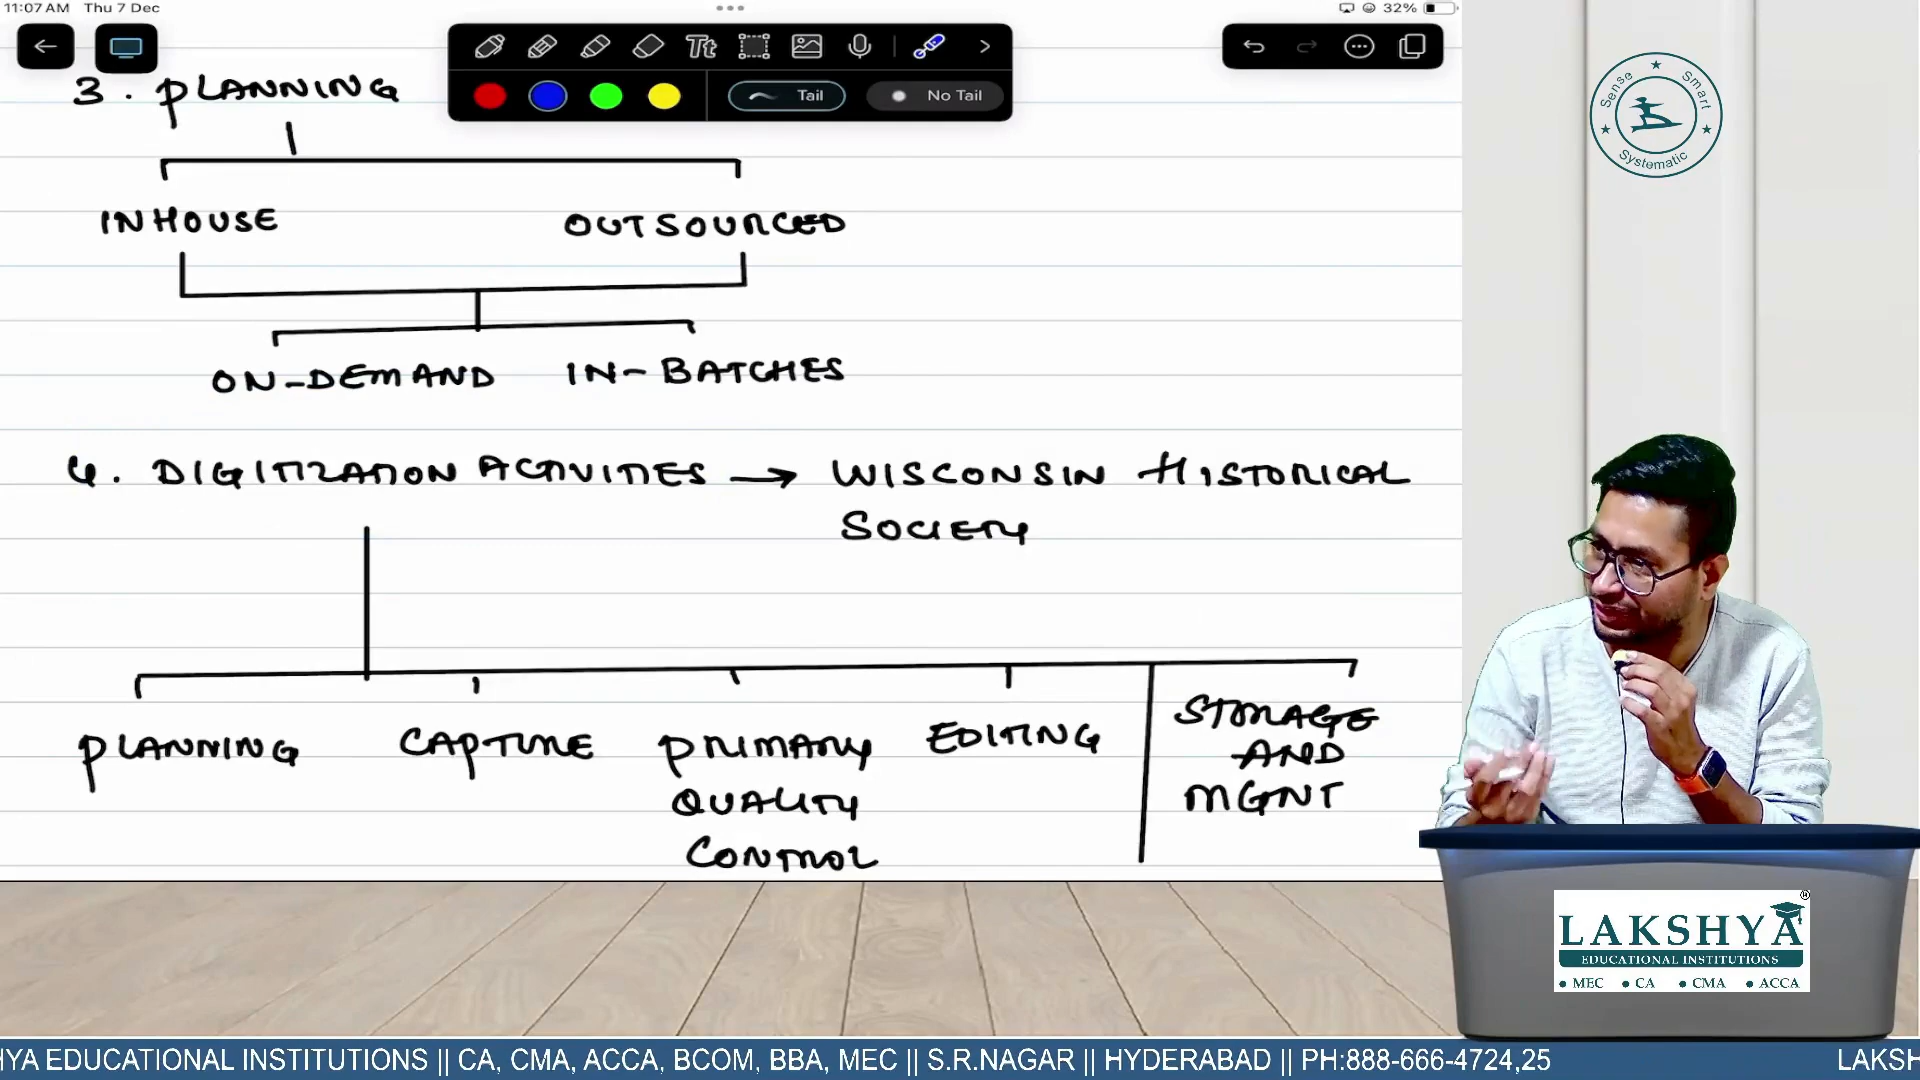 11:07 AM Thu 7 Dec
32%
Tt
Tail
No Tail
3. PLANNING
INHOUSE OUTSOURCED
ON-DEMAND IN-BATCHES
4. DIGITIZATION ACTIVITIES → WISCONSIN HISTORICAL
SOCIETY
PLANNING CAPTURE PRIMARY QUALITY CONTROL EDITING STORAGE AND MGNT
Sense Smart
Systematic
LAKSHYA®
EDUCATIONAL INSTITUTIONS
• MEC • CA • CMA • ACCA
HYA EDUCATIONAL INSTITUTIONS || CA, CMA, ACCA, BCOM, BBA, MEC || S.R.NAGAR || HYDERABAD || PH:888-666-4724,25 LAKSH